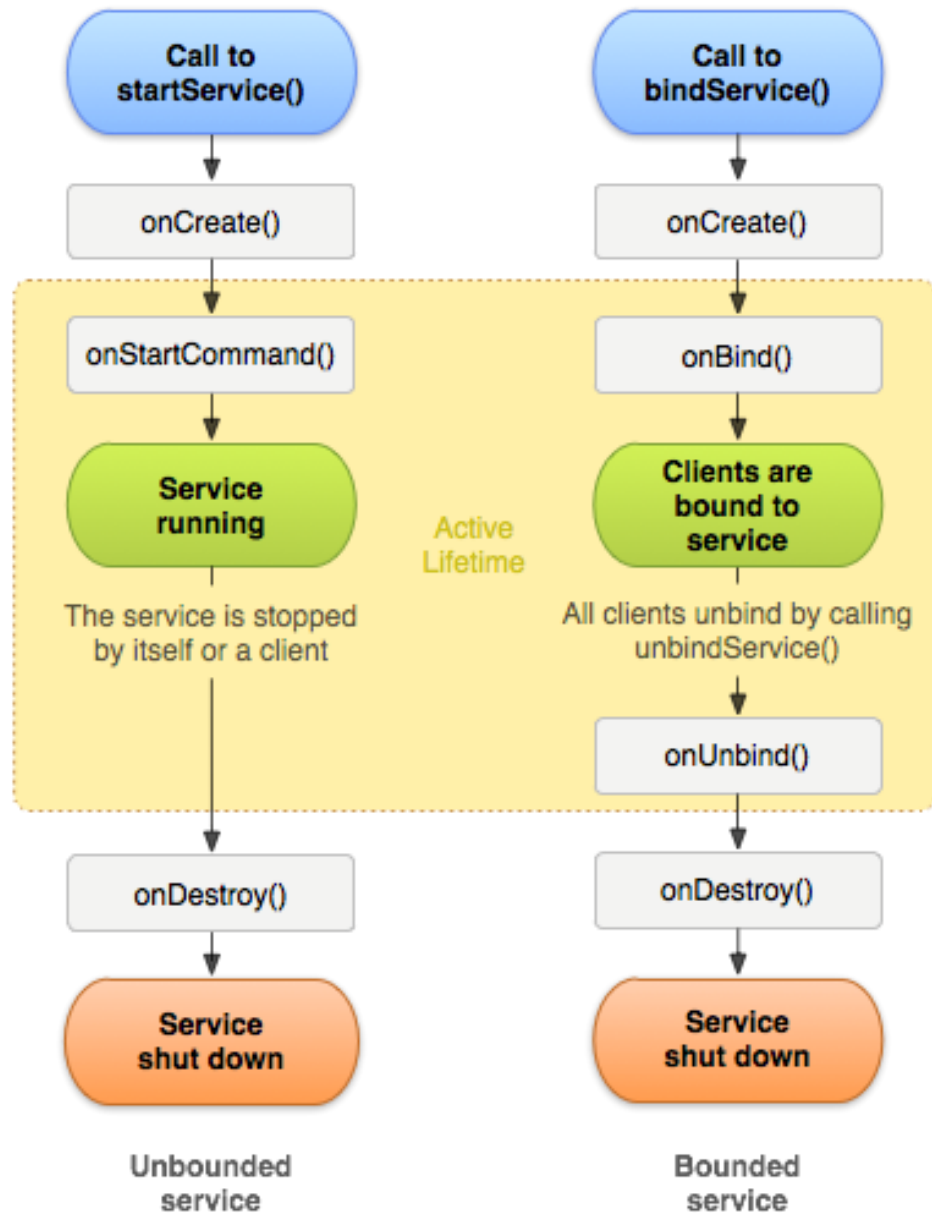 Call to
startService()
onCreate()
onStartCommand()
Service
running
The service is stopped
by itself or a client
onDestroy()
Service
shut down
Unbounded
service
Active
Lifetime
Call to
bindService()
onCreate()
onBind()
Clients are
bound to
service
All clients unbind by calling
unbindService()
onUnbind()
onDestroy()
Service
shut down
Bounded
service